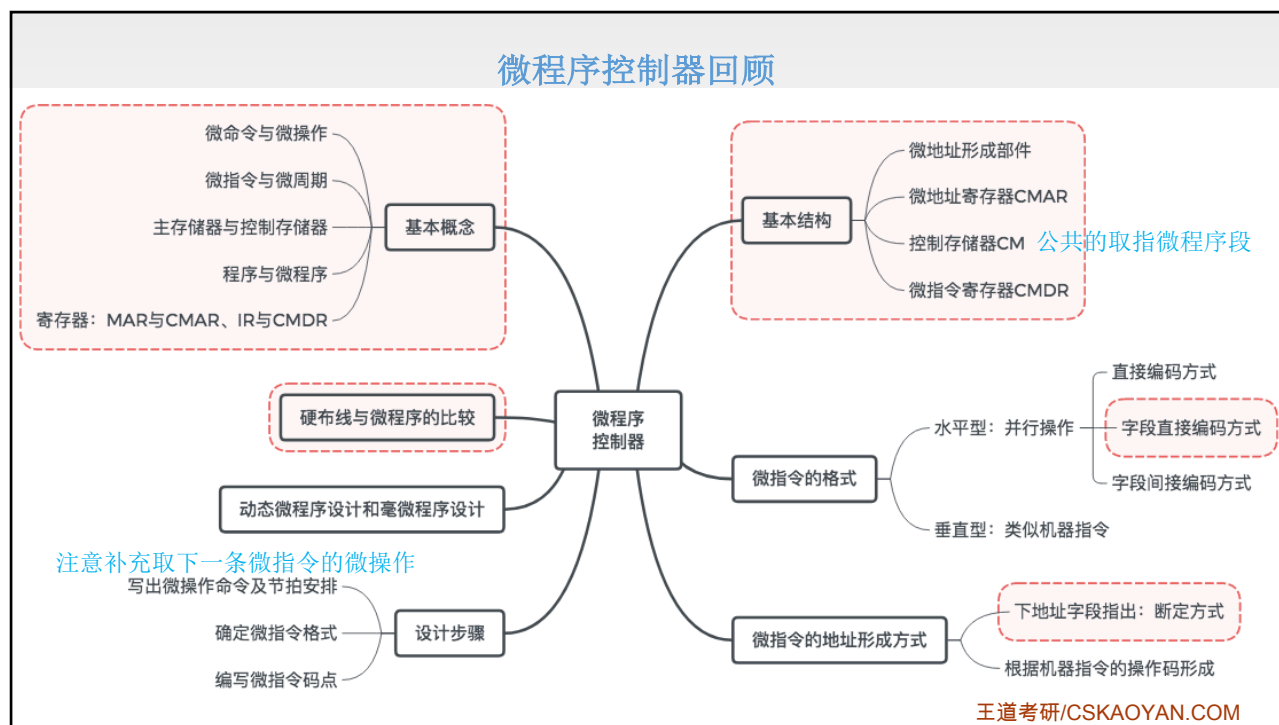 微程序控制器回顾
微命令与微操作
微指令与微周期
主存储器与控制存储器
程序与微程序
寄存器：MAR与CMAR、IR与CMDR
基本概念
硬布线与微程序的比较
动态微程序设计和毫微程序设计
注意补充取下一条微指令的微操作
写出微操作命令及节拍安排
确定微指令格式
编写微指令码点
设计步骤
微程序
控制器
基本结构
微地址形成部件
微地址寄存器CMAR
控制存储器CM 公共的取指微程序段
微指令寄存器CMDR
微指令的格式
水平型：并行操作
直接编码方式
字段直接编码方式
字段间接编码方式
垂直型：类似机器指令
微指令的地址形成方式
下地址字段指出：断定方式
根据机器指令的操作码形成
王道考研/CSKAOYAN.COM